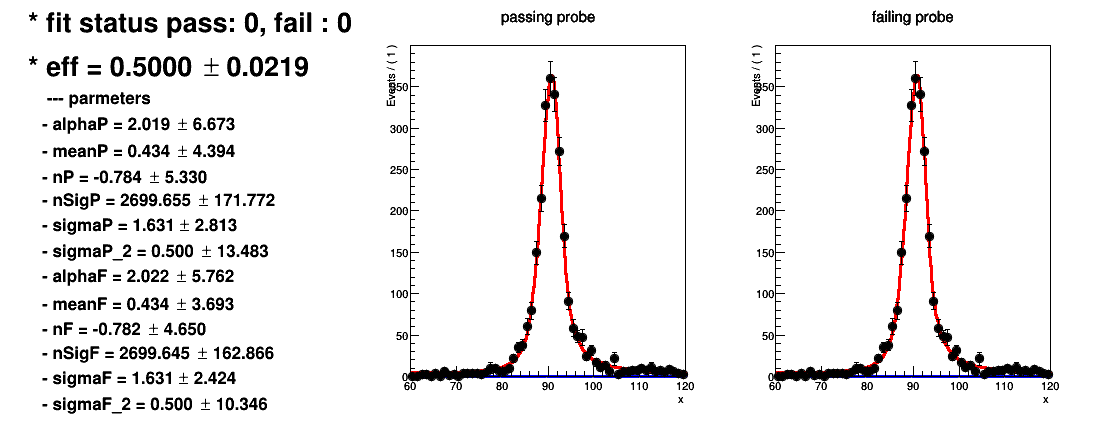 * fit status pass: 0, fail : 0
* eff = 0.5000 ± 0.0219
--- parmeters
- alphaP = 2.019 ± 6.673
- meanP = 0.434 ± 4.394
- nP = -0.784 ± 5.330
- nSigP = 2699.655 ± 171.772
- sigmaP = 1.631 ± 2.813
- sigmaP_2 = 0.500 ± 13.483
- alphaF = 2.022 ± 5.762
- meanF = 0.434 ± 3.693
- nF = -0.782 ± 4.650
- nSigF = 2699.645 ± 162.866
- sigmaF = 1.631 ± 2.424
- sigmaF_2 = 0.500 ± 10.346
passing probe
Events / ( 1 )
350
300
250
200
150
100
50
0
60 70 80 90 100 110 120
x
failing probe
Events / ( 1 )
350
300
250
200
150
100
50
0
60 70 80 90 100 110 120
x